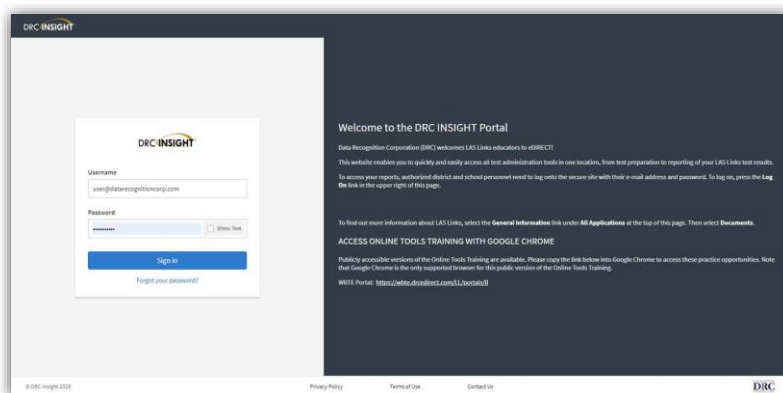 DRC INSIGHT
DRC INSIGHT
Username
user@datarecognitioncorp.com
Password
••••••••••
Show Text
Sign in
Forgot your password?
Welcome to the DRC INSIGHT Portal
Data Recognition Corporation (DRC) welcomes LAS Links educators to eDIRECT!
This website enables you to quickly and easily access all test administration tools in one location, from test preparation to reporting of your LAS Links test results.
To access your reports, authorized district and school personnel need to log onto the secure site with their e-mail address and password. To log on, press the Log
On link in the upper right of this page.
To find out more information about LAS Links, select the General Information link under All Applications at the top of this page. Then select Documents.
ACCESS ONLINE TOOLS TRAINING WITH GOOGLE CHROME
Publicly accessible versions of the Online Tools Training are available. Please copy the link below into Google Chrome to access these practice opportunities. Note
that Google Chrome is the only supported browser for this public version of the Online Tools Training.
WBTE Portal: https://wbte.drcedirect.com/LL/portals/ll
© DRC Insight 2020
Privacy Policy
Terms of Use
Contact Us
DRC